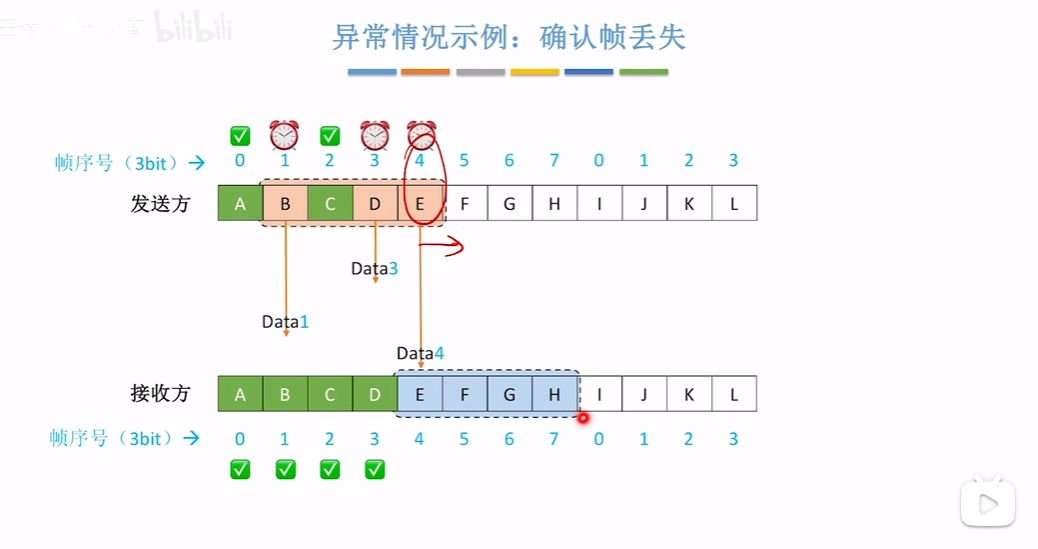 bilibili
异常情况示例：确认帧丢失
帧序号（3bit）→ 0 1 2 3 4 5 6 7 0 1 2 3
发送方 A B C D E F G H I J K L
Data3
Data1
Data4
接收方 A B C D E F G H I J K L
帧序号（3bit）→ 0 1 2 3 4 5 6 7 0 1 2 3